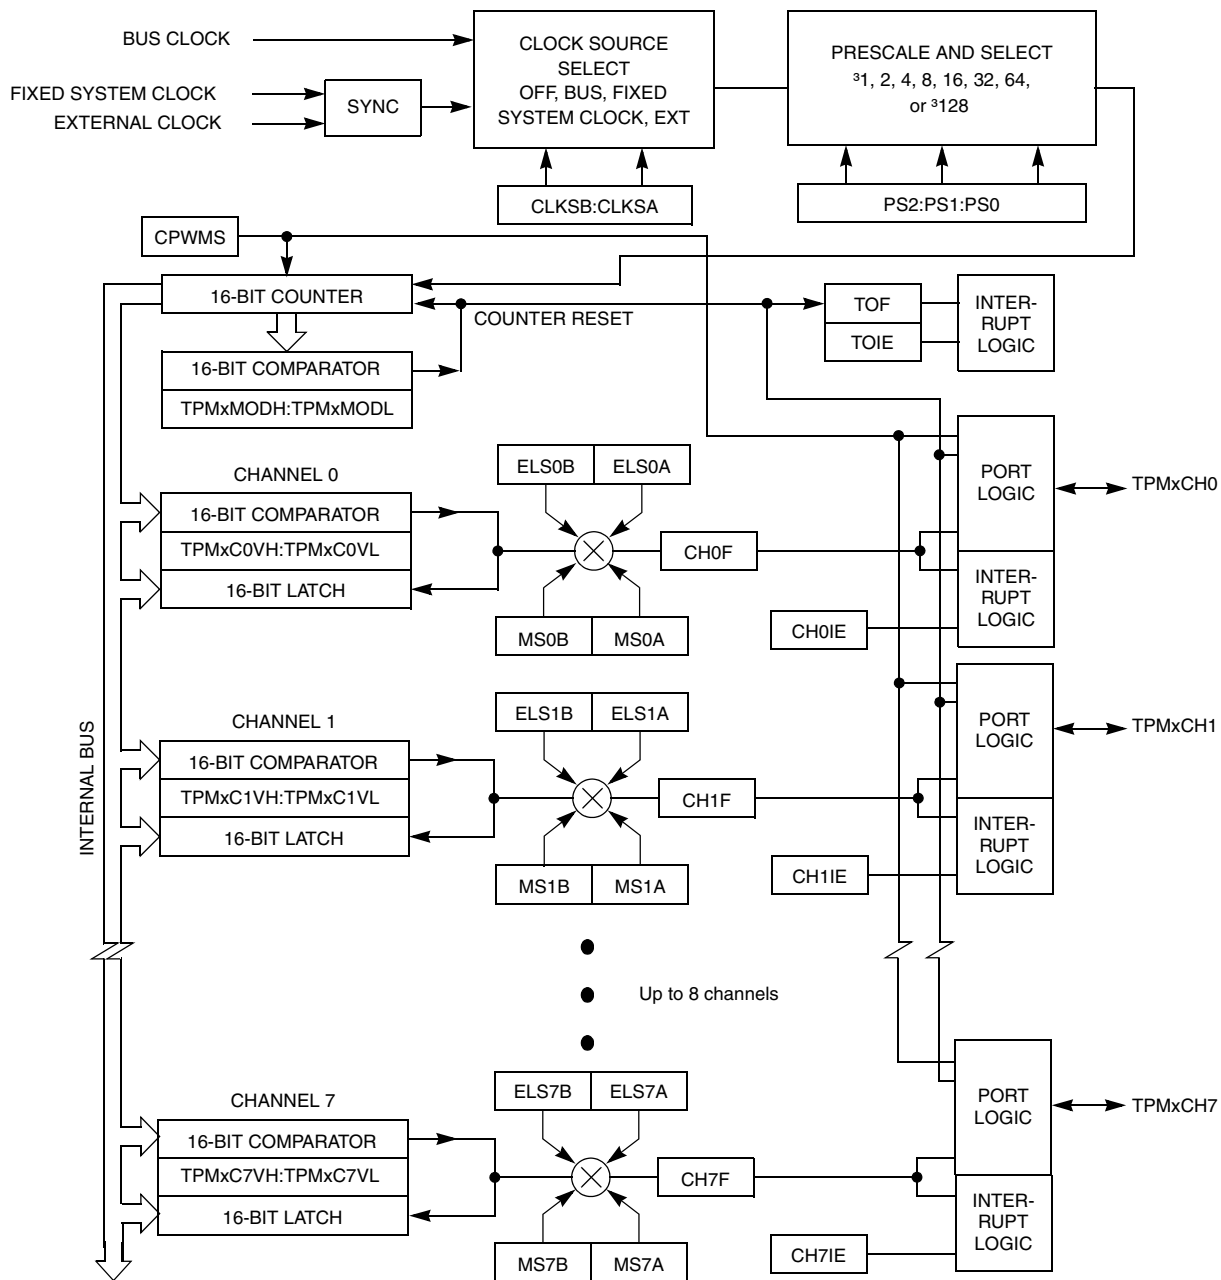 BUS CLOCK
FIXED SYSTEM CLOCK
EXTERNAL CLOCK
SYNC
CLOCK SOURCE
SELECT
OFF, BUS, FIXED
SYSTEM CLOCK, EXT
PRESCALE AND SELECT
³1, 2, 4, 8, 16, 32, 64,
or ³128
CLKSB:CLKSA
PS2:PS1:PS0
CPWMS
16-BIT COUNTER
COUNTER RESET
TOF
TOIE
INTER-
RUPT
LOGIC
16-BIT COMPARATOR
TPMxMODH:TPMxMODL
INTERNAL BUS
CHANNEL 0
16-BIT COMPARATOR
TPMxC0VH:TPMxC0VL
16-BIT LATCH
ELS0B
ELS0A
MS0B
MS0A
CH0F
CH0IE
PORT
LOGIC
INTER-
RUPT
LOGIC
TPMxCH0
CHANNEL 1
16-BIT COMPARATOR
TPMxC1VH:TPMxC1VL
16-BIT LATCH
ELS1B
ELS1A
MS1B
MS1A
CH1F
CH1IE
PORT
LOGIC
INTER-
RUPT
LOGIC
TPMxCH1
Up to 8 channels
CHANNEL 7
16-BIT COMPARATOR
TPMxC7VH:TPMxC7VL
16-BIT LATCH
ELS7B
ELS7A
MS7B
MS7A
CH7F
CH7IE
PORT
LOGIC
INTER-
RUPT
LOGIC
TPMxCH7